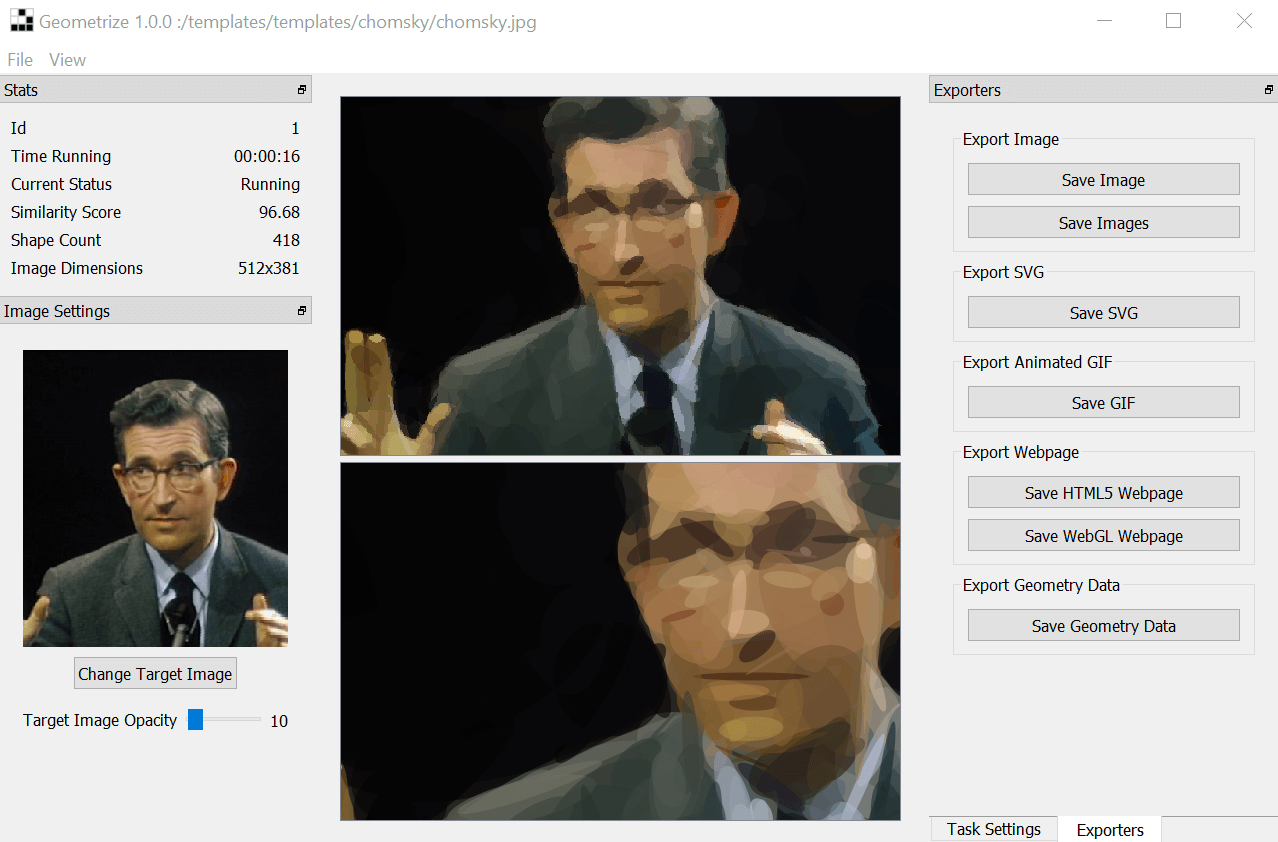 Geometrize 1.0.0 :/templates/templates/chomsky/chomsky.jpg
File View
Stats
Id 1
Time Running 00:00:16
Current Status Running
Similarity Score 96.68
Shape Count 418
Image Dimensions 512x381
Image Settings
Change Target Image
Target Image Opacity 10
Exporters
Export Image
Save Image
Save Images
Export SVG
Save SVG
Export Animated GIF
Save GIF
Export Webpage
Save HTML5 Webpage
Save WebGL Webpage
Export Geometry Data
Save Geometry Data
Task Settings Exporters